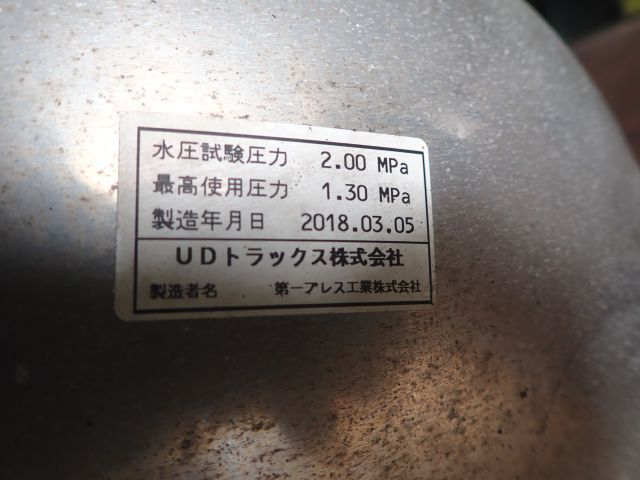 水圧試験圧力 2.00 MPa
最高使用圧力 1.30 MPa
製造年月日 2018.03.05
UDトラックス株式会社
製造者名 第一プレス工業株式会社